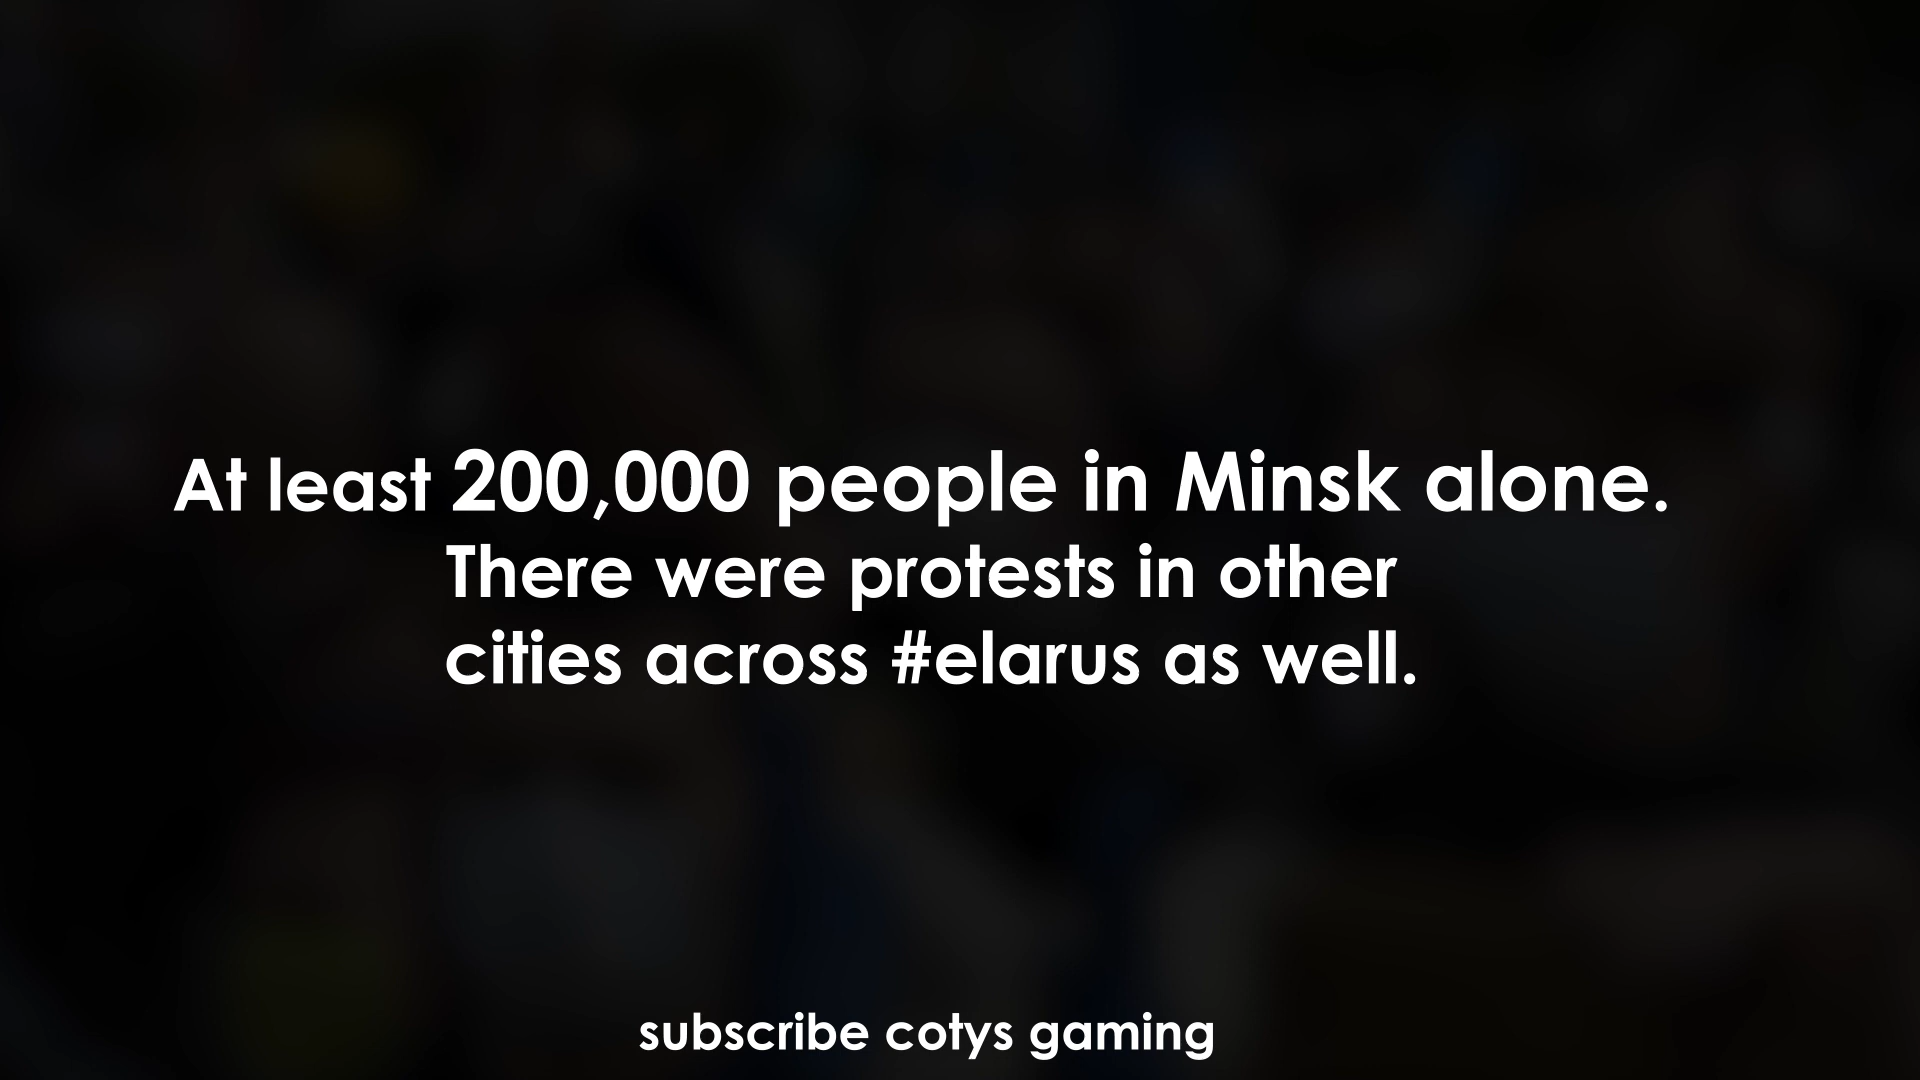 At least 200,000 people in Minsk alone.
There were protests in other
cities across #elarus as well.
subscribe cotys gaming